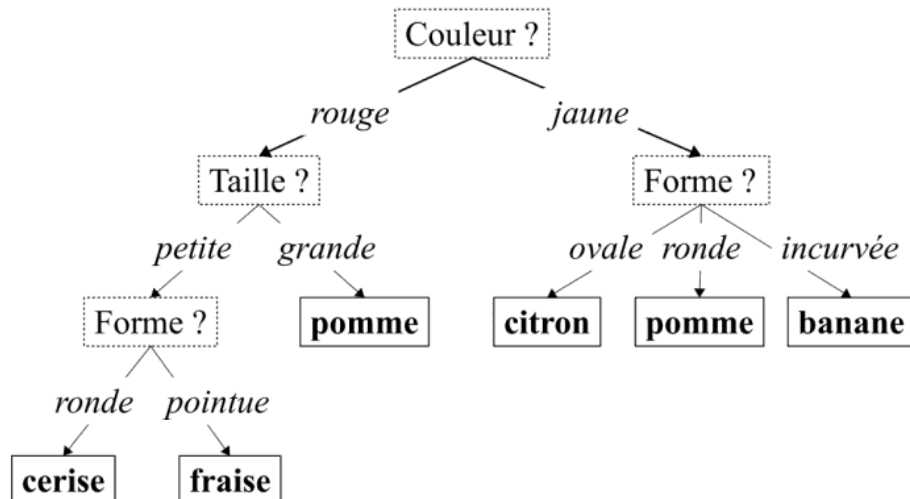 Couleur ?
rouge jaune
Taille ? Forme ?
petite grande ovale ronde incurvée
Forme ? pomme citron pomme banane
ronde pointue
cerise fraise